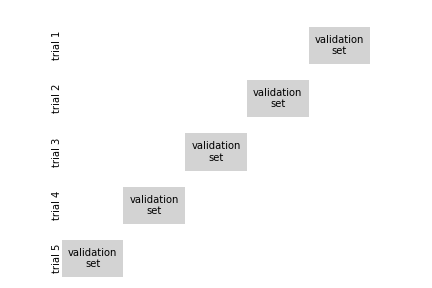 trial 1
validation
set
trial 2
validation
set
trial 3
validation
set
trial 4
validation
set
trial 5
validation
set